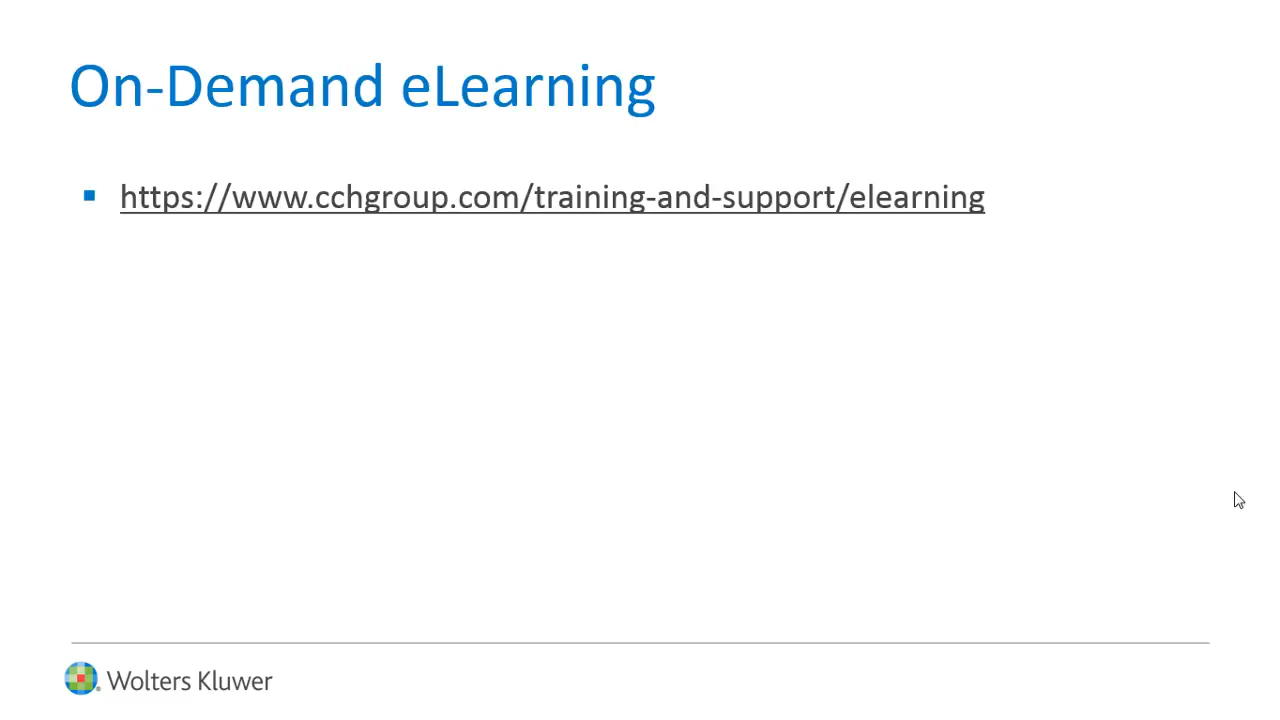 On-Demand eLearning
https://www.cchgroup.com/training-and-support/elearning
Wolters Kluwer